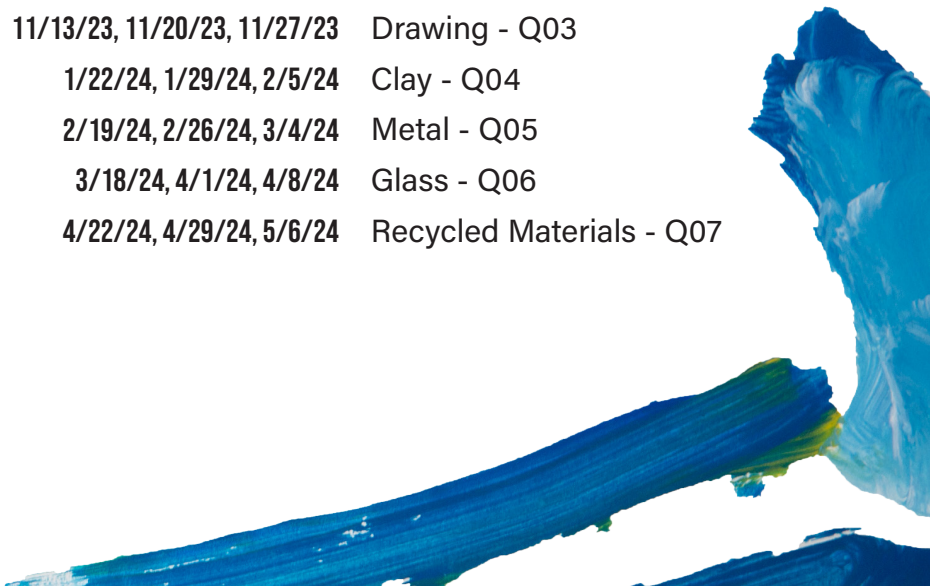 11/13/23, 11/20/23, 11/27/23 Drawing - Q03
1/22/24, 1/29/24, 2/5/24 Clay - Q04
2/19/24, 2/26/24, 3/4/24 Metal - Q05
3/18/24, 4/1/24, 4/8/24 Glass - Q06
4/22/24, 4/29/24, 5/6/24 Recycled Materials - Q07